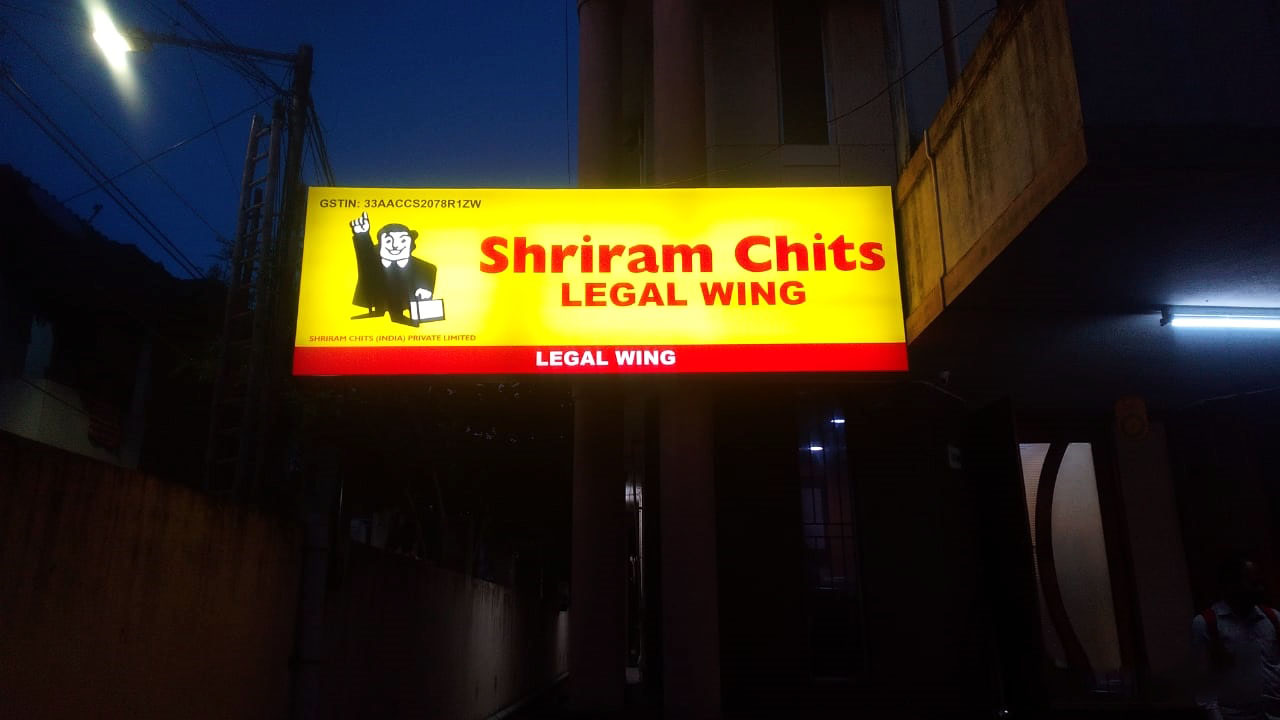 GSTIN: 33AACCS2078R1ZW
Shriram Chits
LEGAL WING
SHRIRAM CHITS (INDIA) PRIVATE LIMITED
LEGAL WING